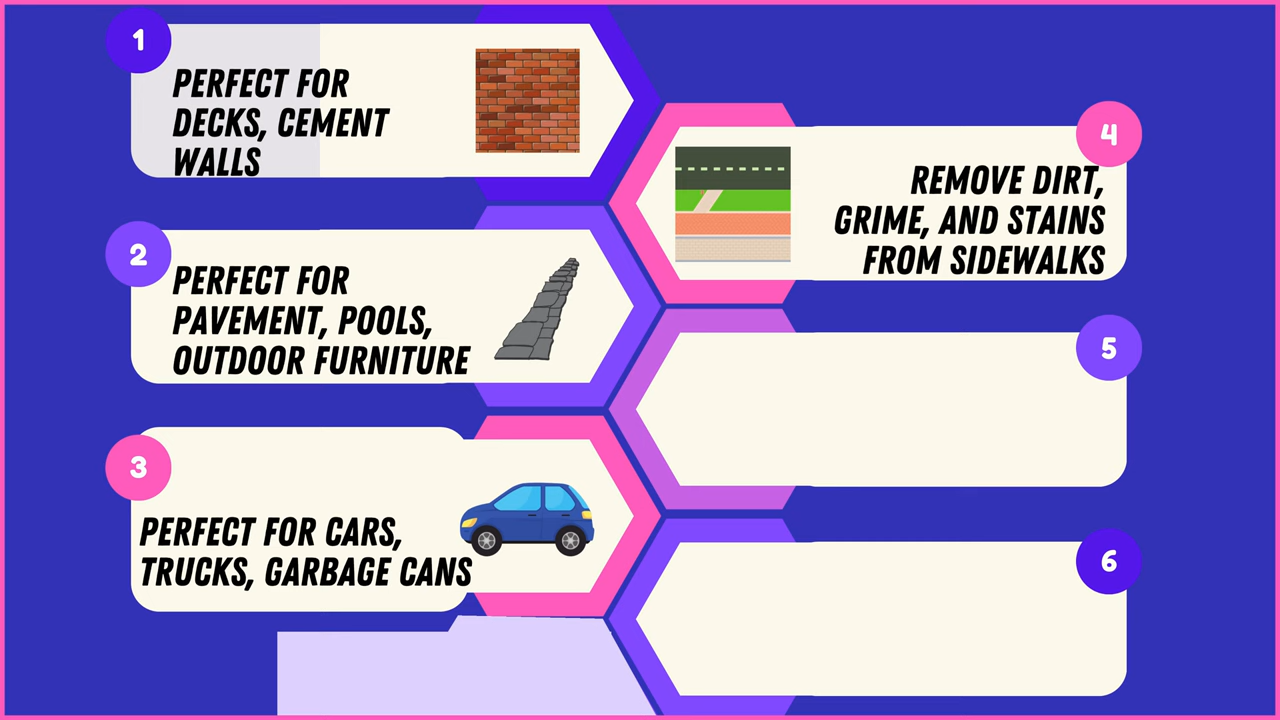 1
PERFECT FOR
DECKS, CEMENT
WALLS
2
PERFECT FOR
PAVEMENT, POOLS,
OUTDOOR FURNITURE
3
PERFECT FOR CARS,
TRUCKS, GARBAGE CANS
4
REMOVE DIRT,
GRIME, AND STAINS
FROM SIDEWALKS
5
6